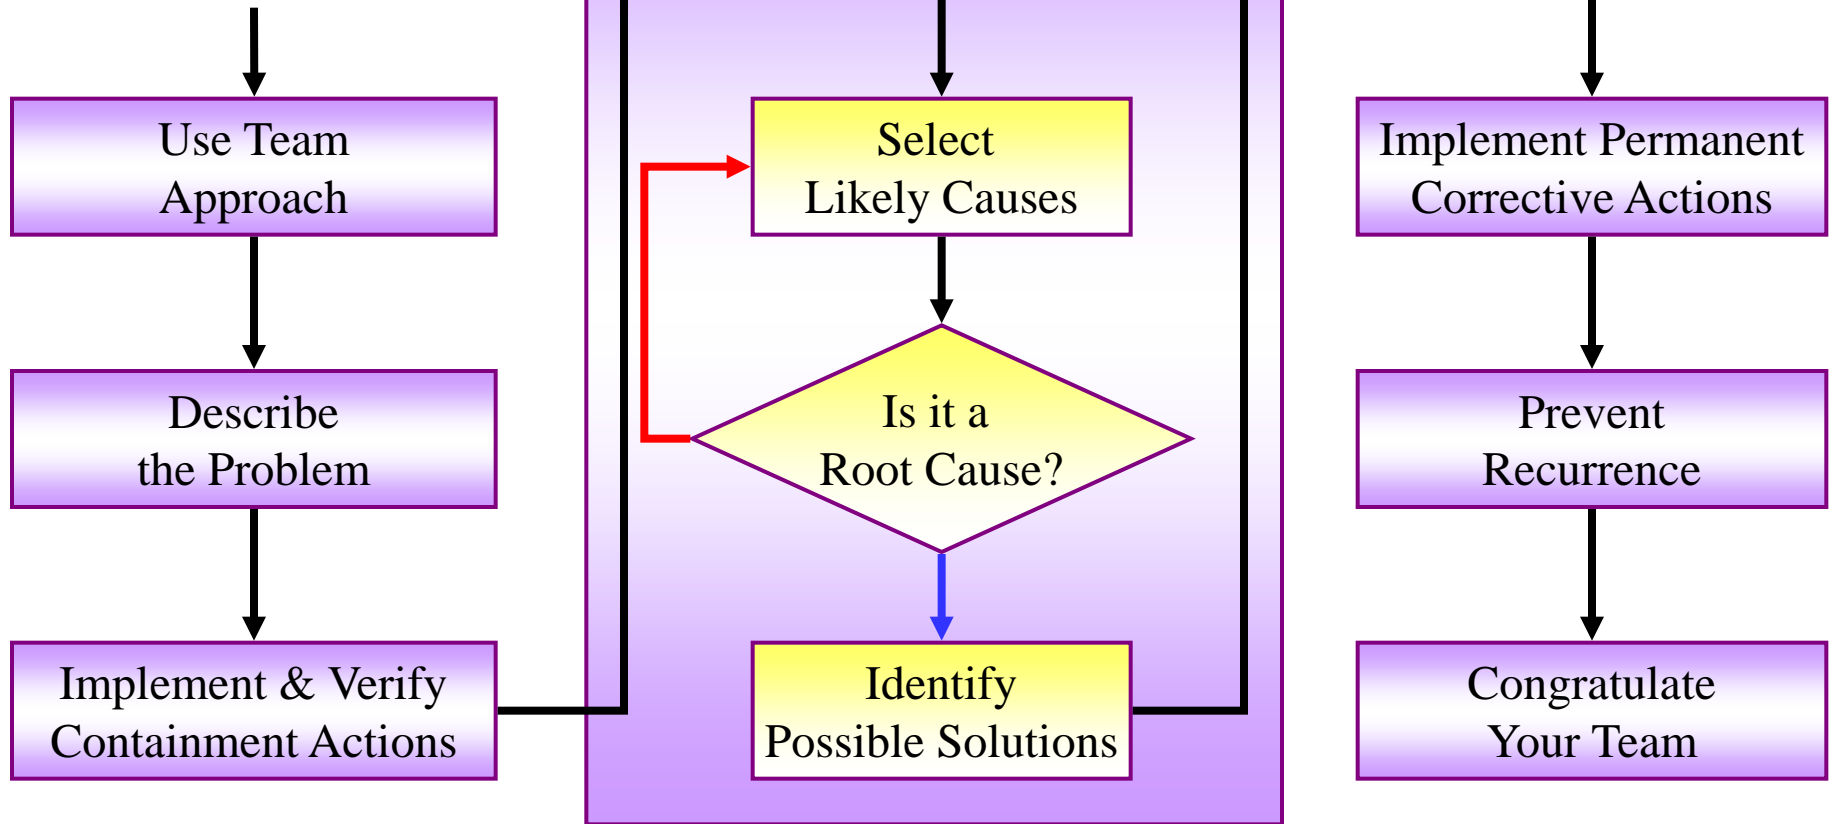 Use Team
Approach
Describe
the Problem
Implement & Verify
Containment Actions
Select
Likely Causes
Is it a
Root Cause?
Identify
Possible Solutions
Implement Permanent
Corrective Actions
Prevent
Recurrence
Congratulate
Your Team